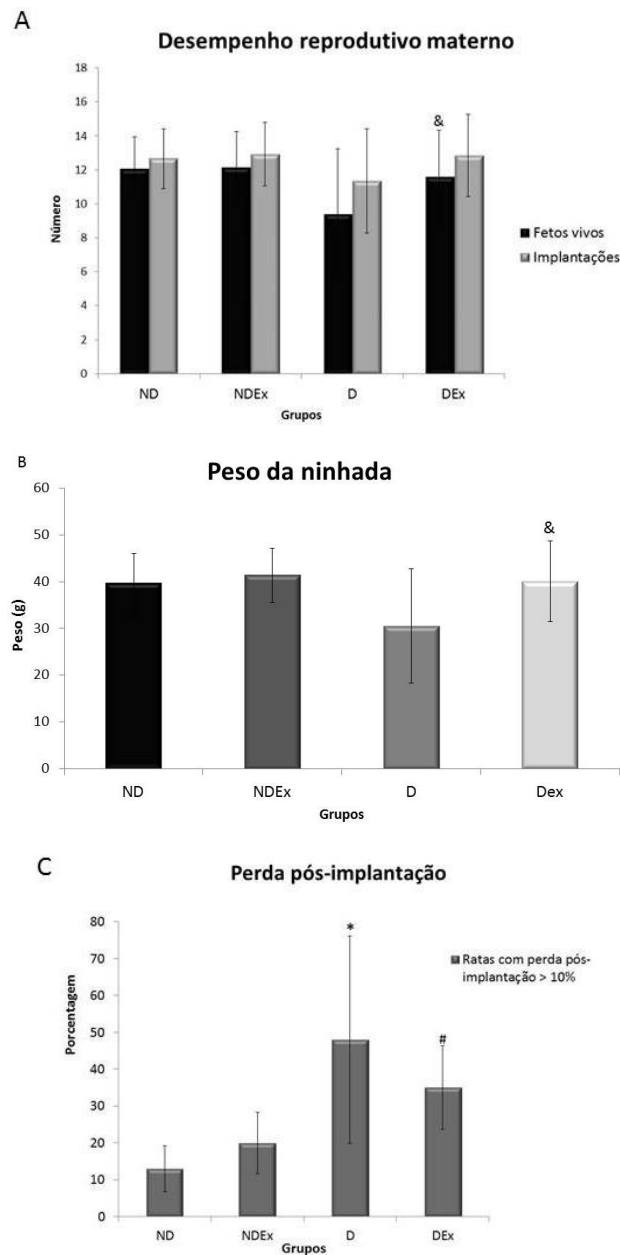 A
Desempenho reprodutivo materno
18
16
14
12
10
8
6
4
2
0
Número
&
ND
NDEx
D
DEx
Grupos
Fetos vivos
Implantações
B
Peso da ninhada
60
50
40
30
20
10
0
Peso (g)
&
ND
NDEx
D
Dex
Grupos
C
Perda pós-implantação
80
70
60
50
40
30
20
10
0
Porcentagem
*
#
ND
NDEx
D
DEx
Grupos
Ratas com perda pós-
implantação > 10%